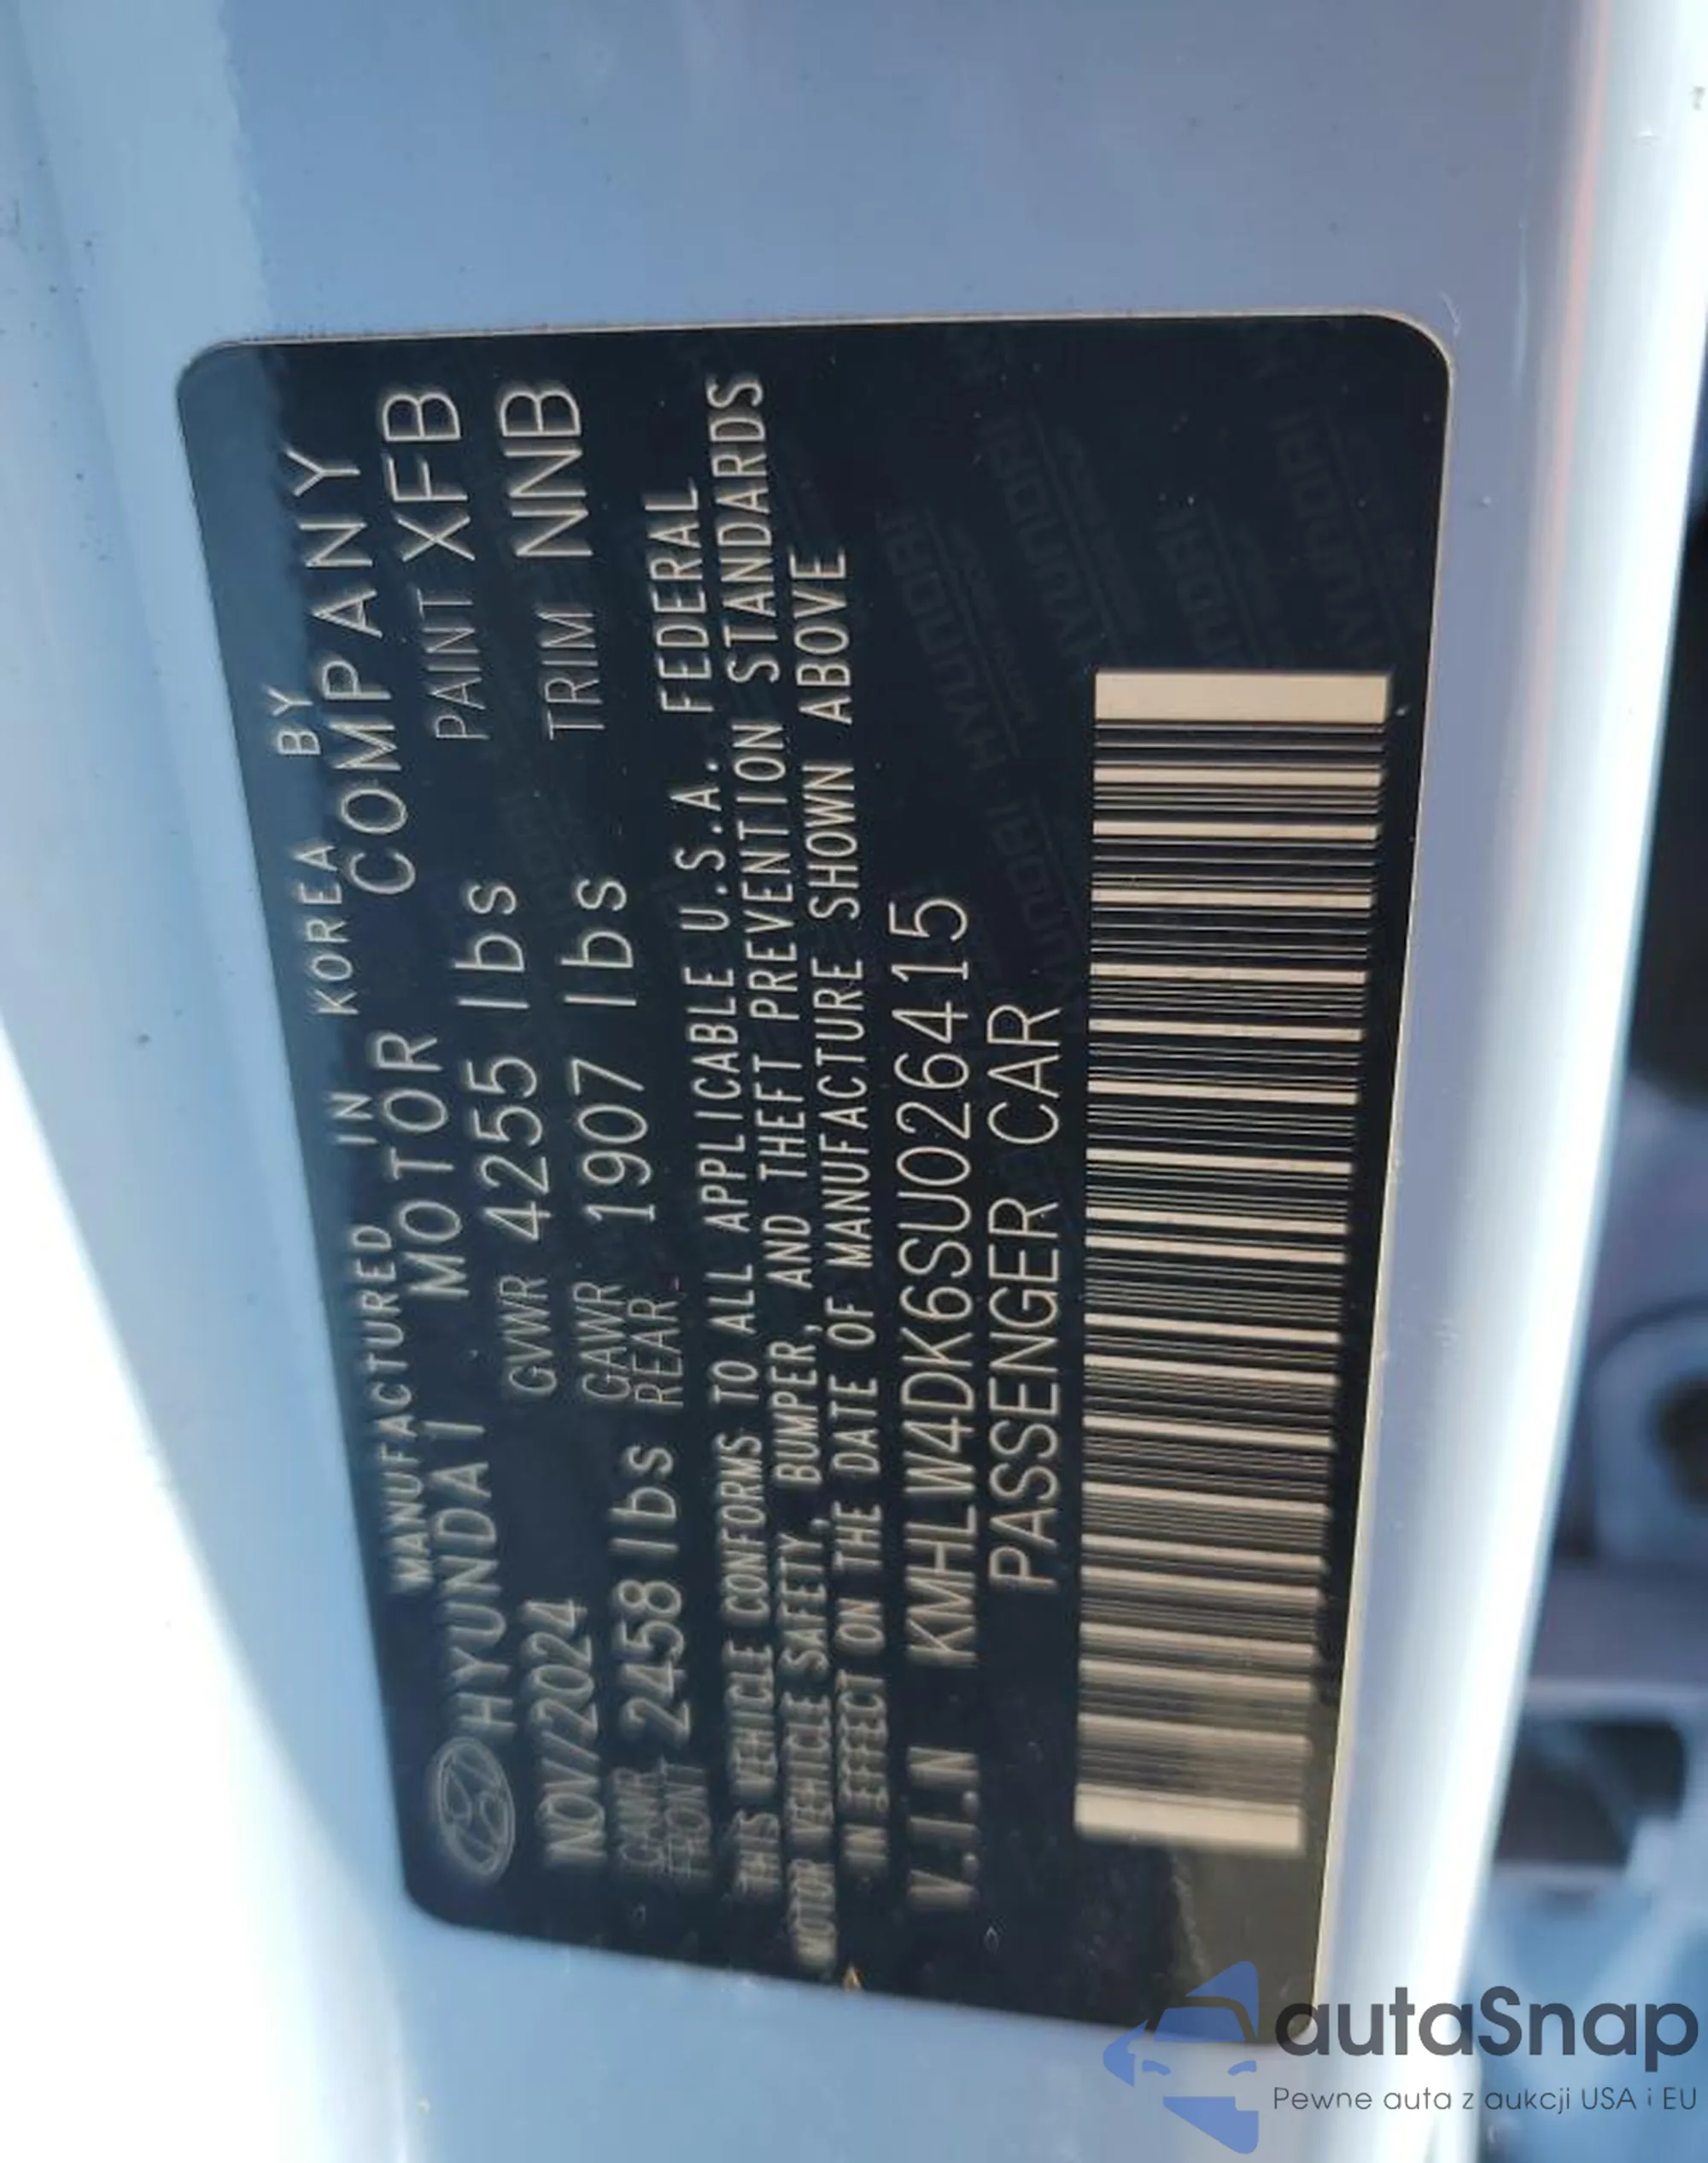 MANUFACTURED IN KOREA BY
HYUNDAI MOTOR COMPANY
NOV/2024 GVWR 4255 lbs PAINT XFB
GAWR FRONT 2458 lbs GAWR REAR 1907 lbs TRIM NNB
THIS VEHICLE CONFORMS TO ALL APPLICABLE U.S.A. FEDERAL
MOTOR VEHICLE SAFETY, BUMPER, AND THEFT PREVENTION STANDARDS
IN EFFECT ON THE DATE OF MANUFACTURE SHOWN ABOVE
V.I.N KMHLW4DK6SU026415
PASSENGER CAR
autaSnap
Pewne auta z aukcji USA i EU